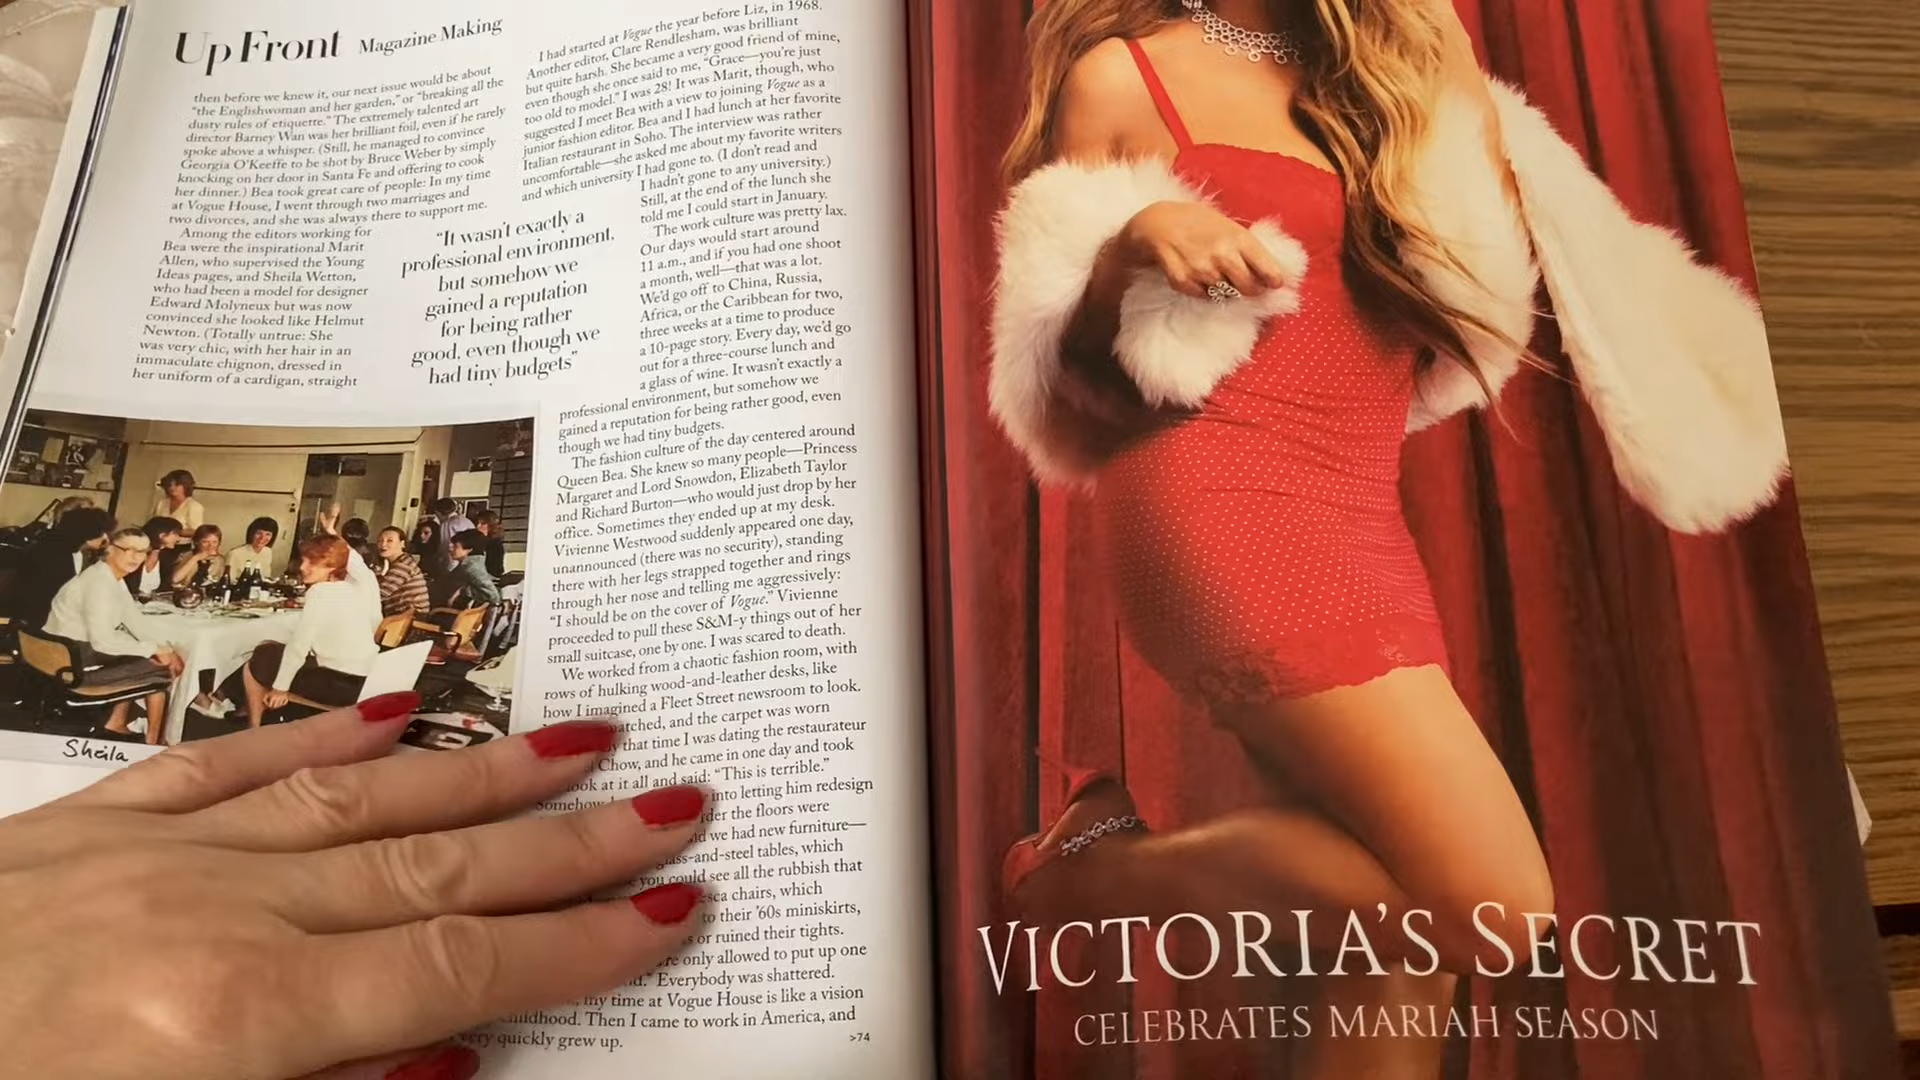 Up Front Magazine Making
then before we knew it, our next issue would be about
“the Englishwoman and her garden,” or “breaking all the
dusty rules of etiquette.” The extremely talented art
director Barney Wan was her brilliant foil, even if he rarely
spoke above a whisper. (Still, he managed to convince
Georgia O’Keeffe to be shot by Bruce Weber by simply
knocking on her door in Santa Fe and offering to cook
her dinner.) Bea took great care of people: In my time
at Vogue House, I went through two marriages and
two divorces, and she was always there to support me.
Among the editors working for
Bea were the inspirational Marit
Allen, who supervised the Young
Ideas pages, and Sheila Wetton,
who had been a model for designer
Edward Molyneux but was now
convinced she looked like Helmut
Newton. (Totally untrue: She
was very chic, with her hair in an
immaculate chignon, dressed in
her uniform of a cardigan, straight
“It wasn’t exactly a
professional environment,
but somehow we
gained a reputation
for being rather
good, even though we
had tiny budgets”
Sheila
I had started at Vogue the year before Liz, in 1968.
Another editor, Clare Rendlesham, was brilliant
but quite harsh. She became a very good friend of mine,
even though she once said to me, “Grace—you’re just
too old to model.” I was 28! It was Marit, though, who
suggested I meet Bea with a view to joining Vogue as a
junior fashion editor. Bea and I had lunch at her favorite
Italian restaurant in Soho. The interview was rather
uncomfortable—she asked me about my favorite writers
and which university I had gone to. (I don’t read and
I hadn’t gone to any university.)
Still, at the end of the lunch she
told me I could start in January.
The work culture was pretty lax.
Our days would start around
11 a.m., and if you had one shoot
a month, well—that was a lot.
We’d go off to China, Russia,
Africa, or the Caribbean for two,
three weeks at a time to produce
a 10-page story. Every day, we’d go
out for a three-course lunch and
a glass of wine. It wasn’t exactly a
professional environment, but somehow we
gained a reputation for being rather good, even
though we had tiny budgets.
The fashion culture of the day centered around
Queen Bea. She knew so many people—Princess
Margaret and Lord Snowdon, Elizabeth Taylor
and Richard Burton—who would just drop by her
office. Sometimes they ended up at my desk.
Vivienne Westwood suddenly appeared one day,
unannounced (there was no security), standing
there with her legs strapped together and rings
through her nose and telling me aggressively:
“I should be on the cover of Vogue.” Vivienne
proceeded to pull these S&M-y things out of her
small suitcase, one by one. I was scared to death.
We worked from a chaotic fashion room, with
rows of hulking wood-and-leather desks, like
how I imagined a Fleet Street newsroom to look.
and the carpet was worn
that time I was dating the restaurateur
Chow, and he came in one day and took
look at it all and said: “This is terrible.”
Somehow into letting him redesign
the floors were
we had new furniture—
glass-and-steel tables, which
you could see all the rubbish that
chairs, which
to their ’60s miniskirts,
or ruined their tights.
only allowed to put up one
Everybody was shattered.
my time at Vogue House is like a vision
childhood. Then I came to work in America, and
very quickly grew up.
>74
VICTORIA’S SECRET
CELEBRATES MARIAH SEASON